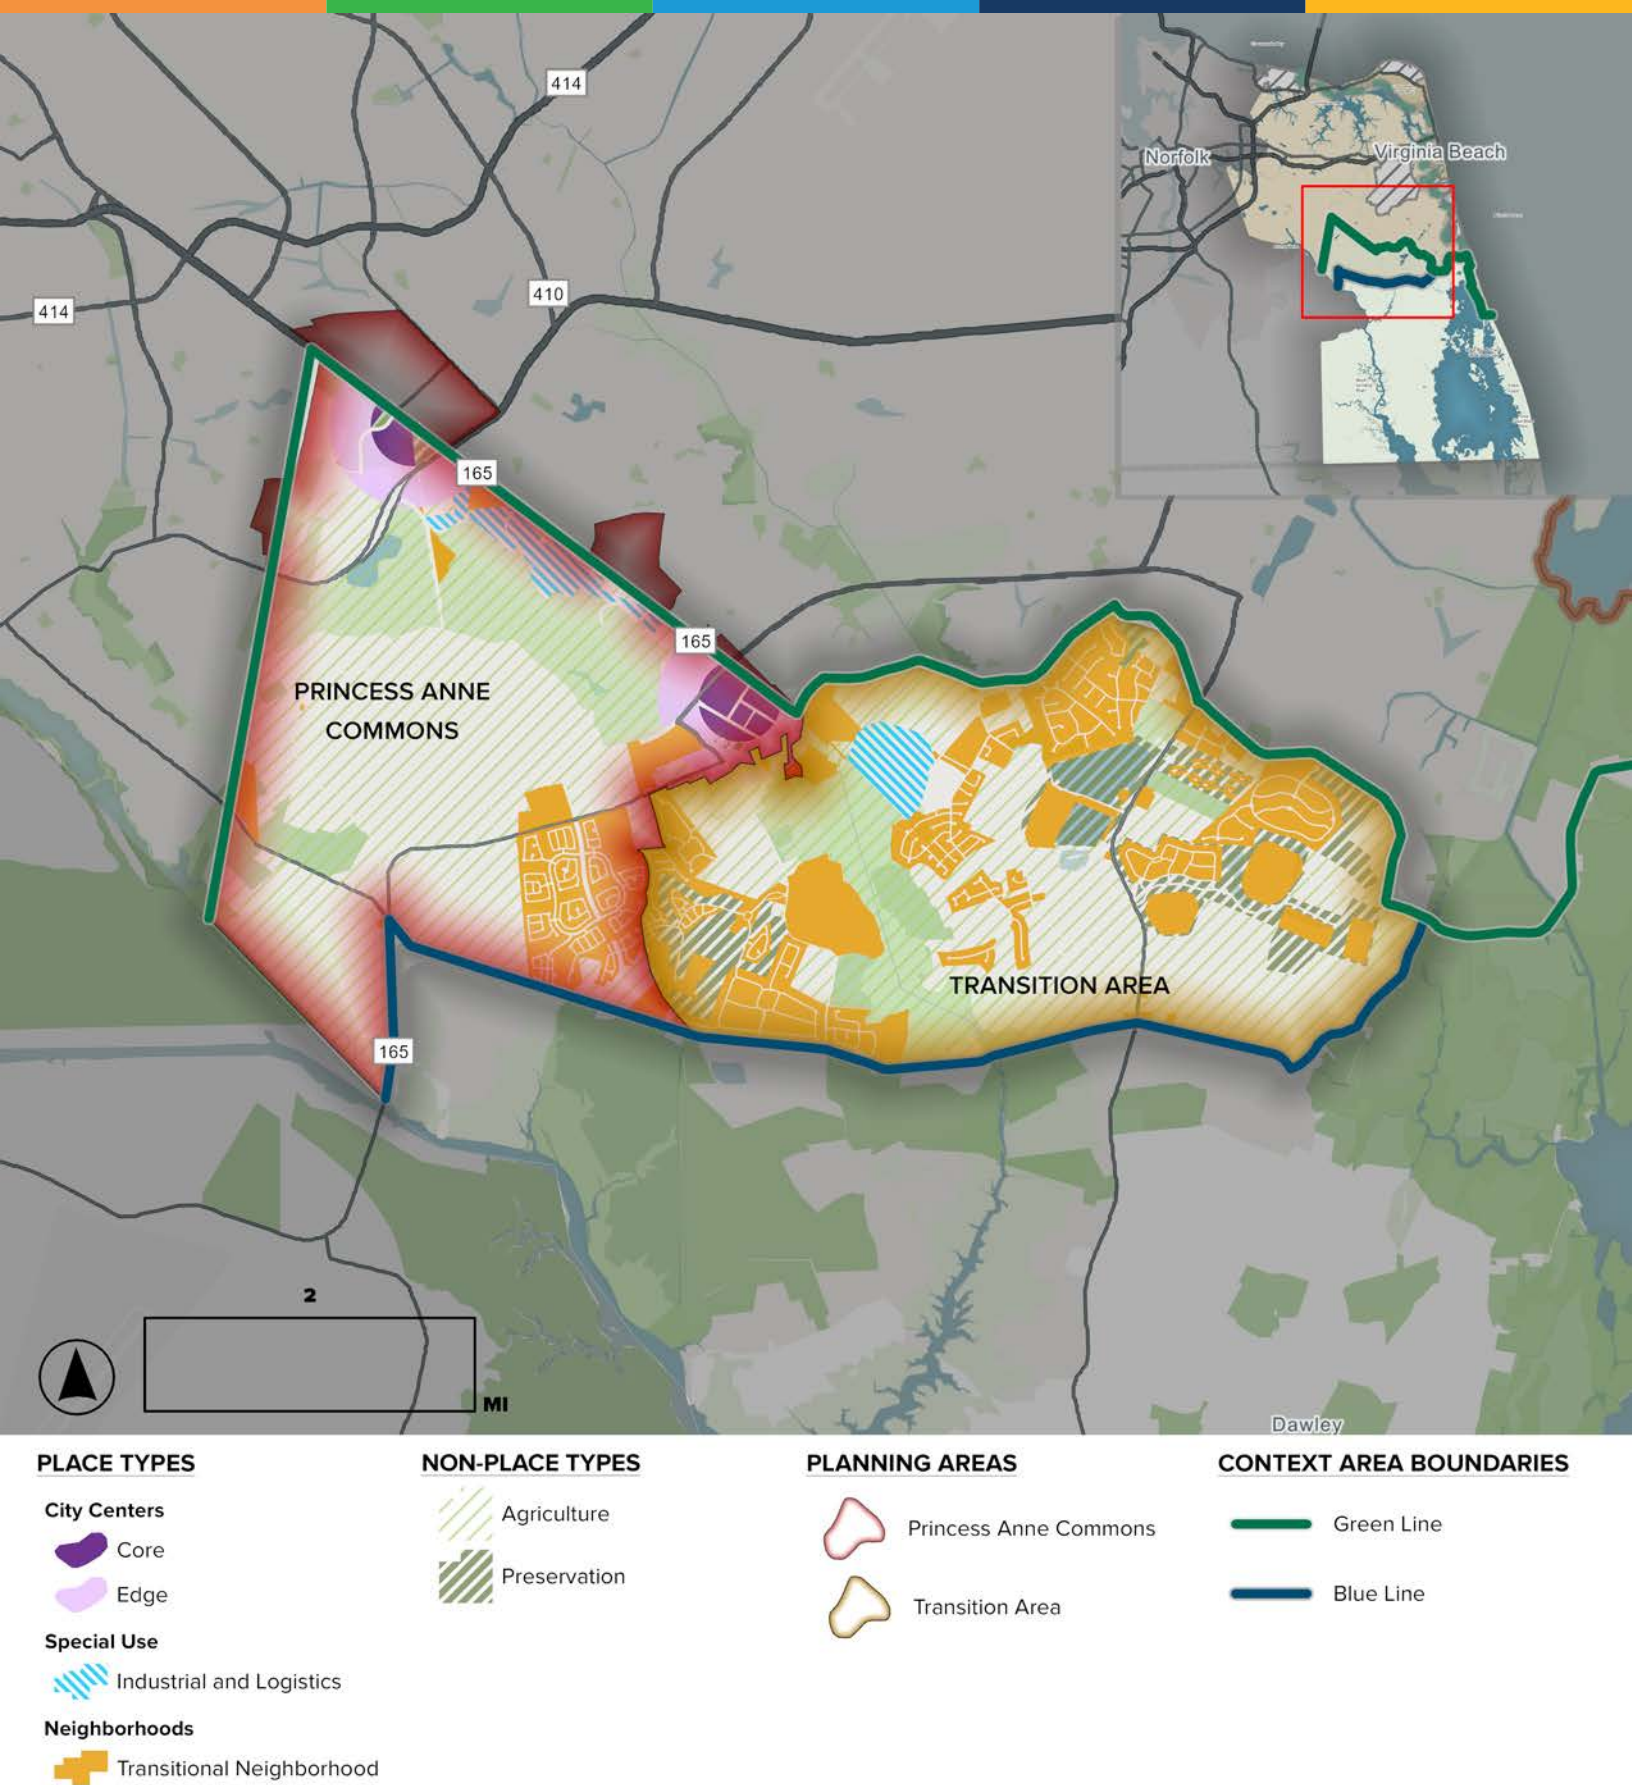 414
Norfolk
Virginia Beach
410
414
165
165
PRINCESS ANNE
COMMONS
TRANSITION AREA
165
2
MI
Dawley
PLACE TYPES
City Centers
Core
Edge
Special Use
Industrial and Logistics
Neighborhoods
Transitional Neighborhood
NON-PLACE TYPES
Agriculture
Preservation
PLANNING AREAS
Princess Anne Commons
Transition Area
CONTEXT AREA BOUNDARIES
Green Line
Blue Line